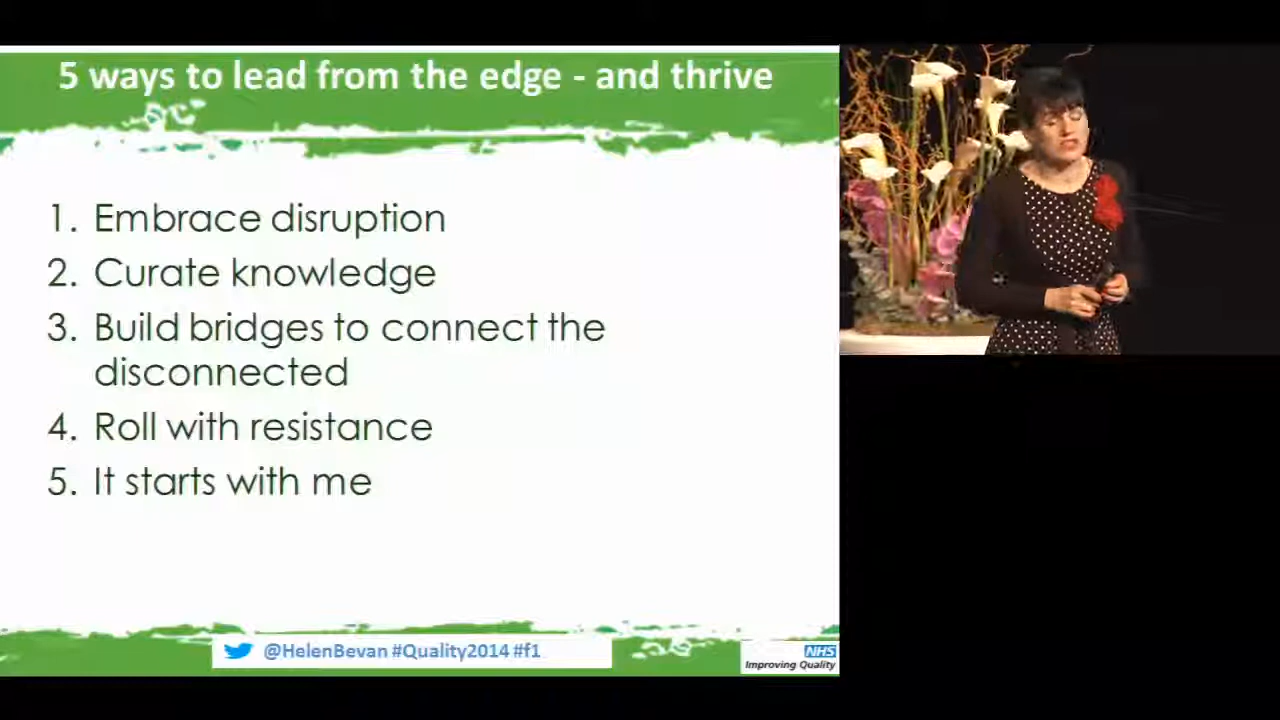 5 ways to lead from the edge - and thrive
1. Embrace disruption
2. Curate knowledge
3. Build bridges to connect the
disconnected
4. Roll with resistance
5. It starts with me
@HelenBevan #Quality2014 #f1
NHS
Improving Quality